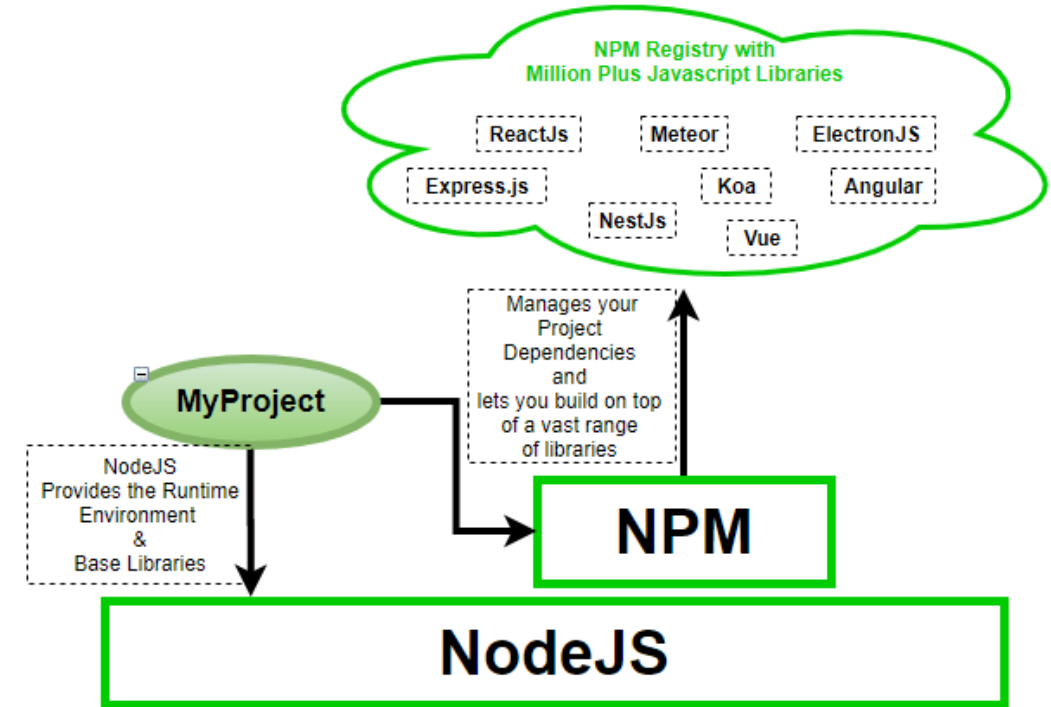 NPM Registry with
Million Plus Javascript Libraries
ReactJs
Meteor
ElectronJS
Express.js
Koa
Angular
NestJs
Vue
Manages your
Project
Dependencies
and
lets you build on top
of a vast range
of libraries
MyProject
NodeJS
Provides the Runtime
Environment
&
Base Libraries
NPM
NodeJS